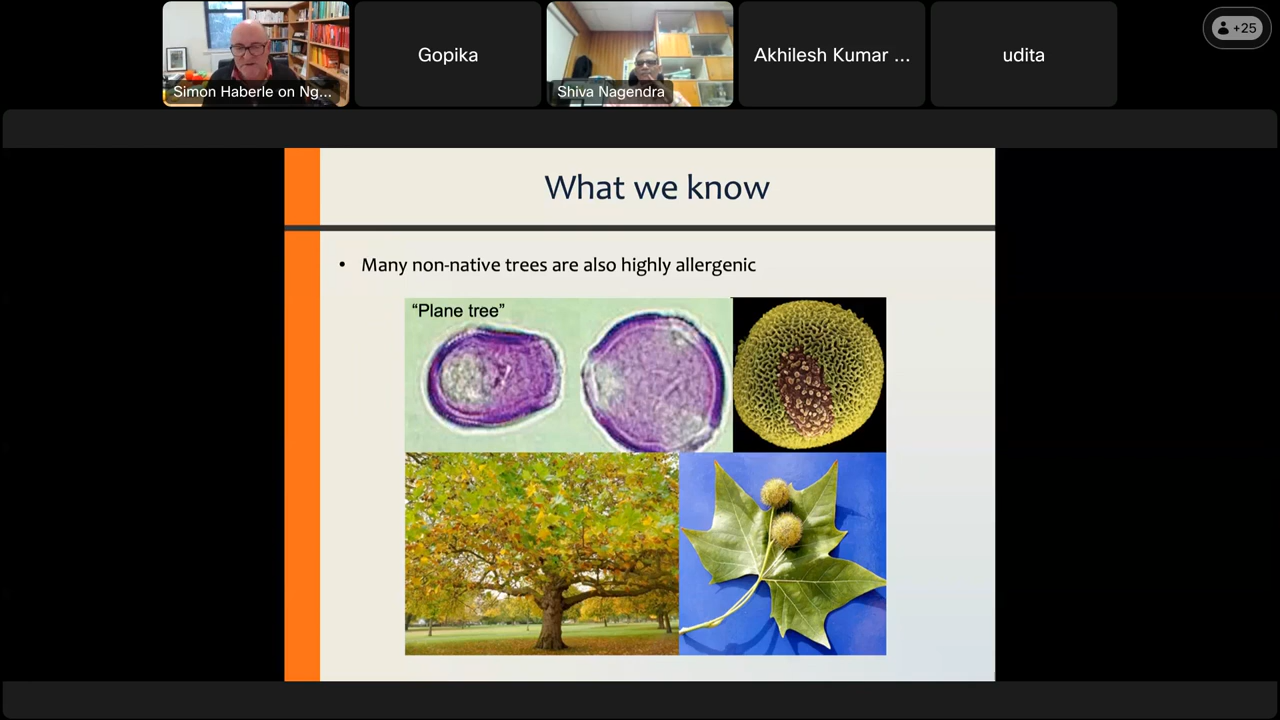 Simon Haberle on Ng...
Gopika
Shiva Nagendra
Akhilesh Kumar ...
udita
+25
What we know
• Many non-native trees are also highly allergenic
“Plane tree”